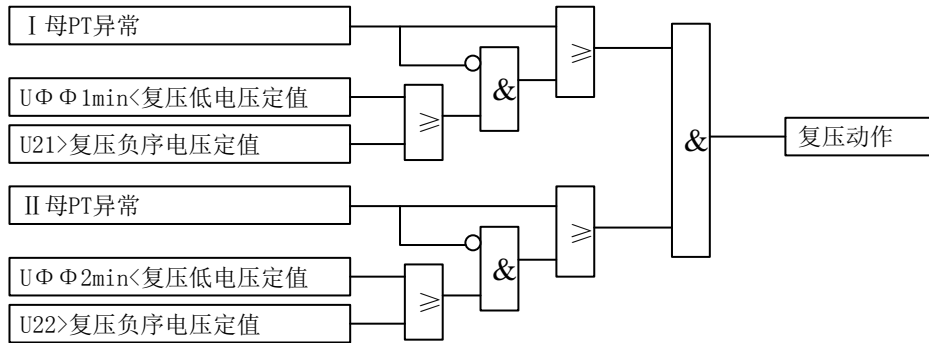 Ⅰ母PT异常
≥
&
UΦΦ1min<复压低电压定值
≥
U21>复压负序电压定值
&
复压动作
Ⅱ母PT异常
≥
&
UΦΦ2min<复压低电压定值
≥
U22>复压负序电压定值